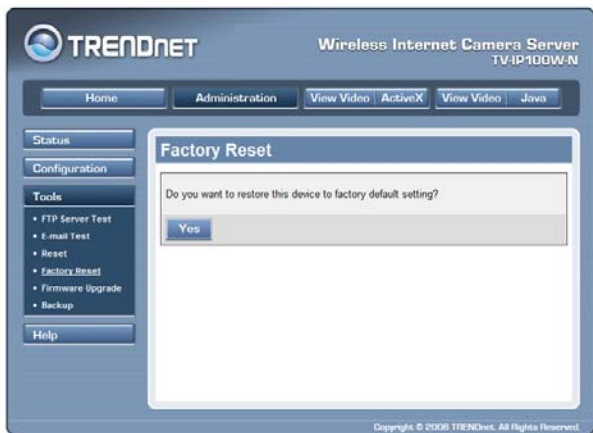 TRENDNET
Wireless Internet Camera Server
TV-IP100W-N
Home
Administration
View Video ActiveX
View Video Java
Status
Configuration
Tools
• FTP Server Test
• E-mail Test
• Reset
• Factory Reset
• Firmware Upgrade
• Backup
Help
Factory Reset
Do you want to restore this device to factory default setting?
Yes
Copyright © 2006 TRENDnet. All Rights Reserved.